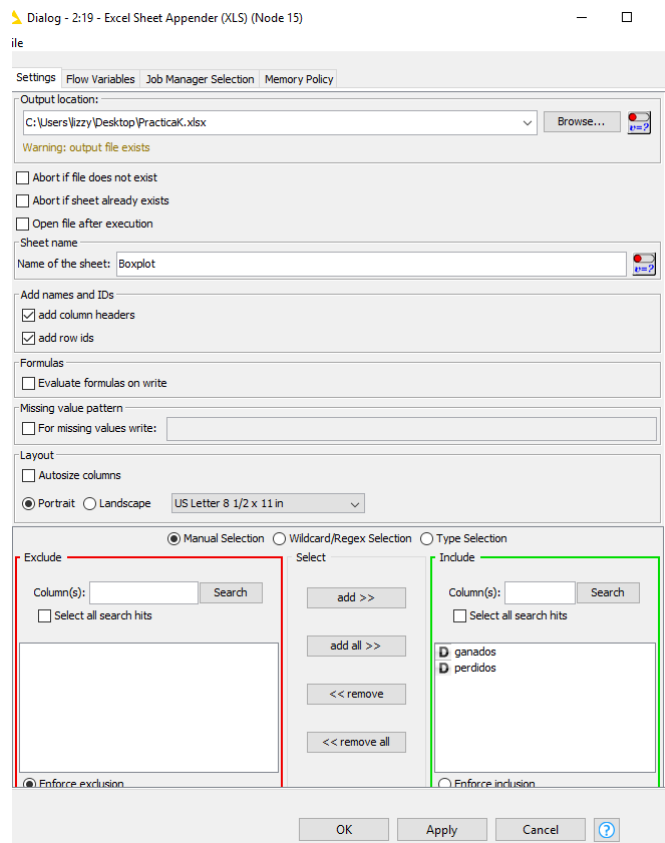 Dialog - 2:19 - Excel Sheet Appender (XLS) (Node 15)
ile
Settings Flow Variables Job Manager Selection Memory Policy
Output location:
C:\Users\lizzy\Desktop\PracticaK.xlsx Browse... v=?
Warning: output file exists
Abort if file does not exist
Abort if sheet already exists
Open file after execution
Sheet name
Name of the sheet: Boxplot v=?
Add names and IDs
add column headers
add row ids
Formulas
Evaluate formulas on write
Missing value pattern
For missing values write:
Layout
Autosize columns
Portrait Landscape US Letter 8 1/2 x 11 in
Manual Selection Wildcard/Regex Selection Type Selection
Exclude Select Include
Column(s): Search add >> Column(s): Search
Select all search hits Select all search hits
add all >> D ganados
D perdidos
<< remove
<< remove all
Enforce exclusion Enforce inclusion
OK Apply Cancel ?